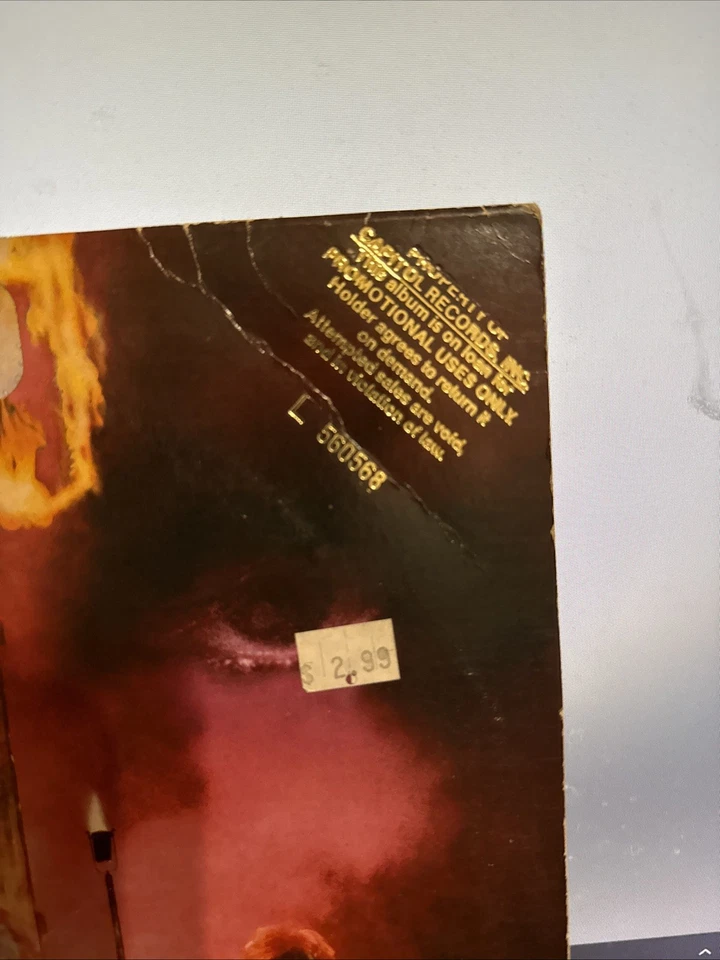 PROPERTY OF
CAPITOL RECORDS, INC.
This album is on loan for
PROMOTIONAL USES ONLY.
Holder agrees to return it
on demand.
Attempted sales are void,
and in violation of law.
L 560568
$ 2.99